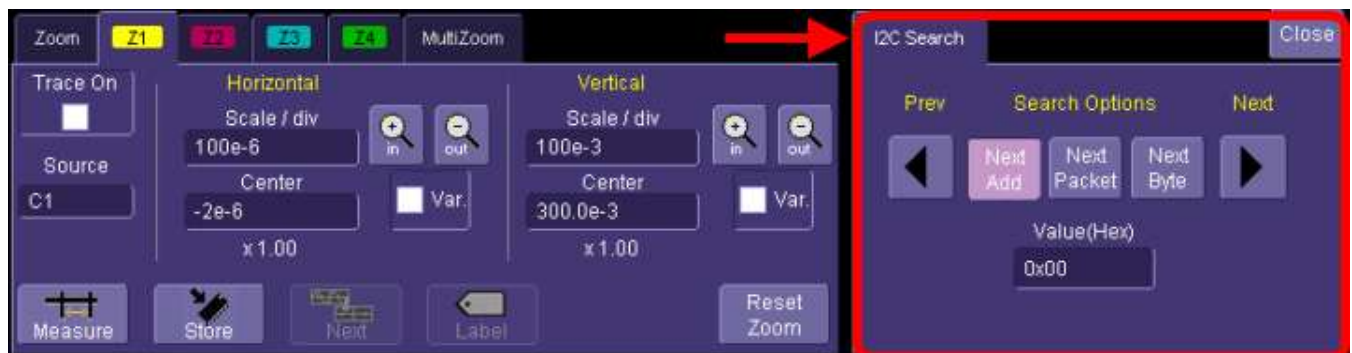 Zoom Z1 Z2 Z3 Z4 MultiZoom
Trace On
Source
C1
Horizontal
Scale / div
100e-6
in out
Center
-2e-6
Var.
x 1.00
Vertical
Scale / div
100e-3
in out
Center
300.0e-3
Var.
x 1.00
Measure
Store
Next
Label
Reset
Zoom
I2C Search
Close
Prev Search Options Next
Next
Add
Next
Packet
Next
Byte
Value(Hex)
0x00